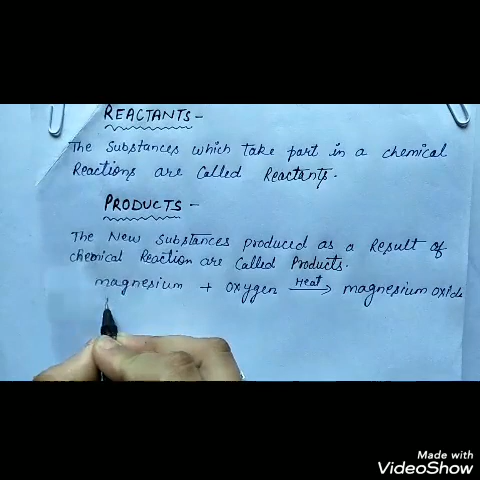 REACTANTS -
The Substances which take part in a chemical
Reactions are Called Reactants.
PRODUCTS -
The New Substances produced as a Result of
chemical Reaction are Called Products.
magnesium + oxygen Heat → magnesium oxide
Made with
VideoShow